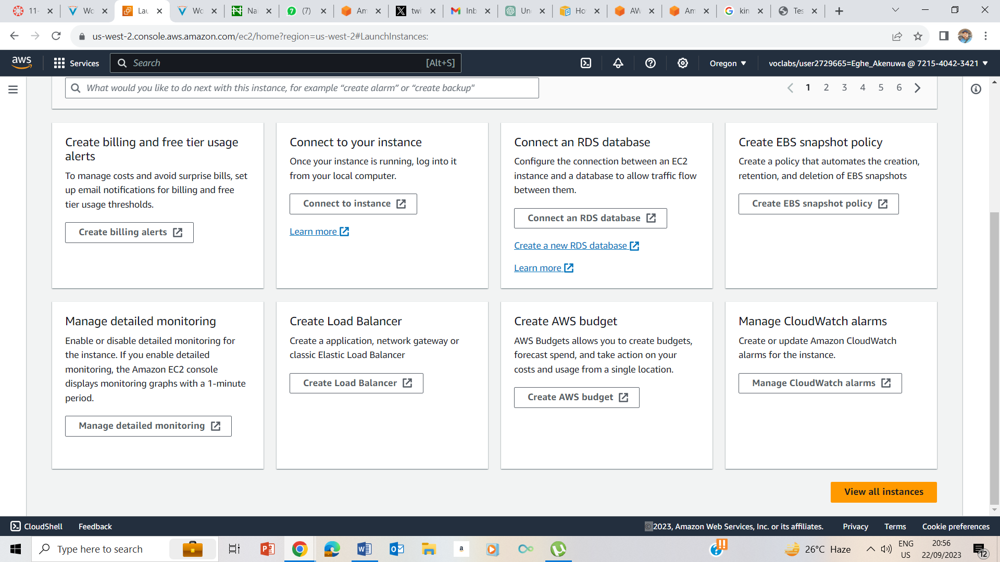 11-
Wo
Lau
Wo
Nai
(7)
Am
twi
Inb
Un
Ho
AW
Am
kin
Tes
us-west-2.console.aws.amazon.com/ec2/home?region=us-west-2#LaunchInstances:
aws
Services
Search
[Alt+S]
Oregon
voclabs/user2729665=Eghe_Akenuwa @ 7215-4042-3421
What would you like to do next with this instance, for example “create alarm” or “create backup"
1 2 3 4 5 6
Create billing and free tier usage
alerts
To manage costs and avoid surprise bills, set
up email notifications for billing and free
tier usage thresholds.
Create billing alerts
Connect to your instance
Once your instance is running, log into it
from your local computer.
Connect to instance
Learn more
Connect an RDS database
Configure the connection between an EC2
instance and a database to allow traffic flow
between them.
Connect an RDS database
Create a new RDS database
Learn more
Create EBS snapshot policy
Create a policy that automates the creation,
retention, and deletion of EBS snapshots
Create EBS snapshot policy
Manage detailed monitoring
Enable or disable detailed monitoring for
the instance. If you enable detailed
monitoring, the Amazon EC2 console
displays monitoring graphs with a 1-minute
period.
Manage detailed monitoring
Create Load Balancer
Create a application, network gateway or
classic Elastic Load Balancer
Create Load Balancer
Create AWS budget
AWS Budgets allows you to create budgets,
forecast spend, and take action on your
costs and usage from a single location.
Create AWS budget
Manage CloudWatch alarms
Create or update Amazon CloudWatch
alarms for the instance.
Manage CloudWatch alarms
View all instances
CloudShell
Feedback
© 2023, Amazon Web Services, Inc. or its affiliates.
Privacy
Terms
Cookie preferences
Type here to search
a
26°C Haze
ENG
US
20:56
22/09/2023
12